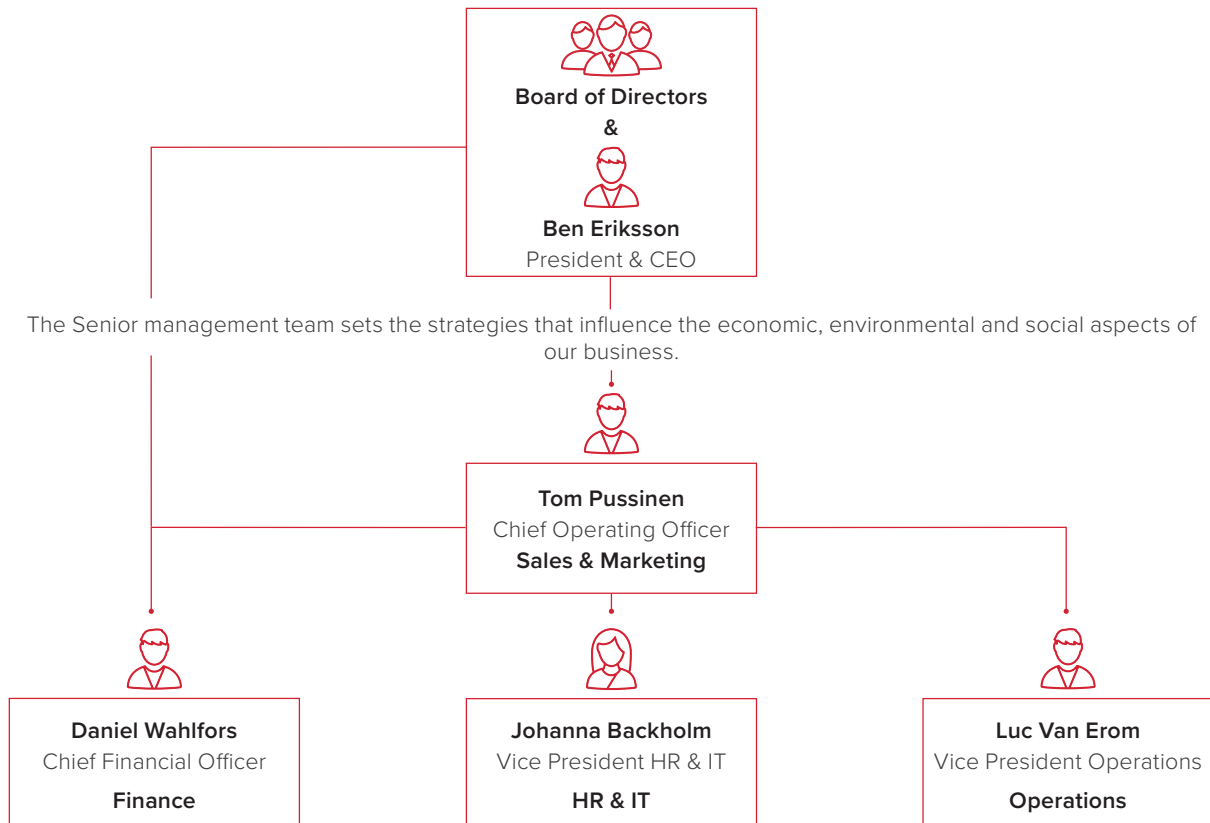 Board of Directors
&
Ben Eriksson
President & CEO
The Senior management team sets the strategies that influence the economic, environmental and social aspects of
our business.
Tom Pussinen
Chief Operating Officer
Sales & Marketing
Daniel Wahlfors
Chief Financial Officer
Finance
Johanna Backholm
Vice President HR & IT
HR & IT
Luc Van Erom
Vice President Operations
Operations